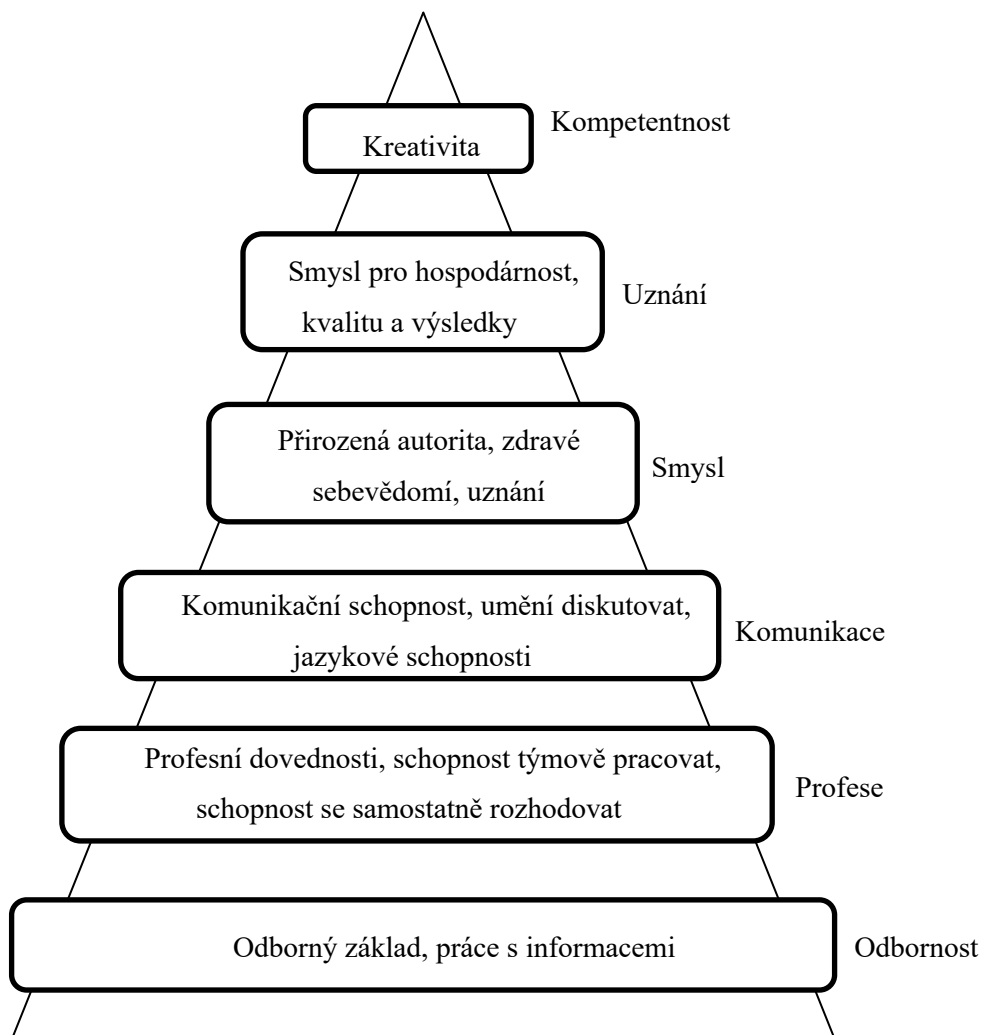 Kompetentnost
Kreativita
Smysl pro hospodárnost,
kvalitu a výsledky
Uznání
Přirozená autorita, zdravé
sebevědomí, uznání
Smysl
Komunikační schopnost, umění diskutovat,
jazykové schopnosti
Komunikace
Profesní dovednosti, schopnost týmově pracovat,
schopnost se samostatně rozhodovat
Profese
Odborný základ, práce s informacemi
Odbornost